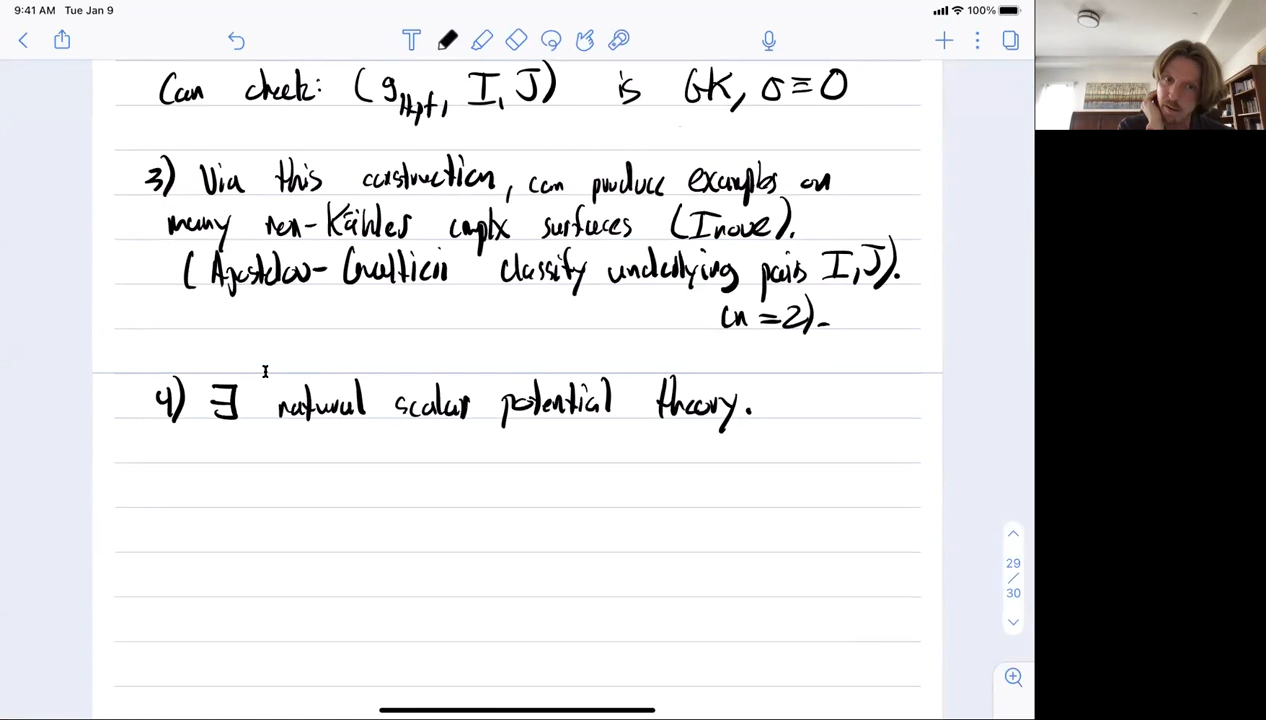 9:41 AM Tue Jan 9
100%
Can check: (g_Hopf, I, J) is GK, σ ≡ 0
3) Via this construction, can produce examples on
many non-Kähler cmplx surfaces (Inoue).
(Apostolov-Gualtieri classify underlying pairs I, J).
(n = 2).
4) ∃ natural scalar potential theory.
29
/
30